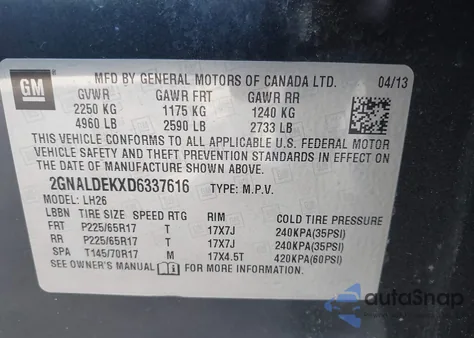 GM
MFD BY GENERAL MOTORS OF CANADA LTD. 04/13
GVWR GAWR FRT GAWR RR
2250 KG 1175 KG 1240 KG
4960 LB 2590 LB 2733 LB
THIS VEHICLE CONFORMS TO ALL APPLICABLE U.S. FEDERAL MOTOR
VEHICLE SAFETY AND THEFT PREVENTION STANDARDS IN EFFECT ON
THE DATE OF MANUFACTURE SHOWN ABOVE.
2GNALDEKXD6337616 TYPE: M.P.V.
MODEL: LH26
LBBN TIRE SIZE SPEED RTG RIM COLD TIRE PRESSURE
FRT P225/65R17 T 17X7J 240KPA(35PSI)
RR P225/65R17 T 17X7J 240KPA(35PSI)
SPA T145/70R17 M 17X4.5T 420KPA(60PSI)
SEE OWNER'S MANUAL FOR MORE INFORMATION.
autoSnap